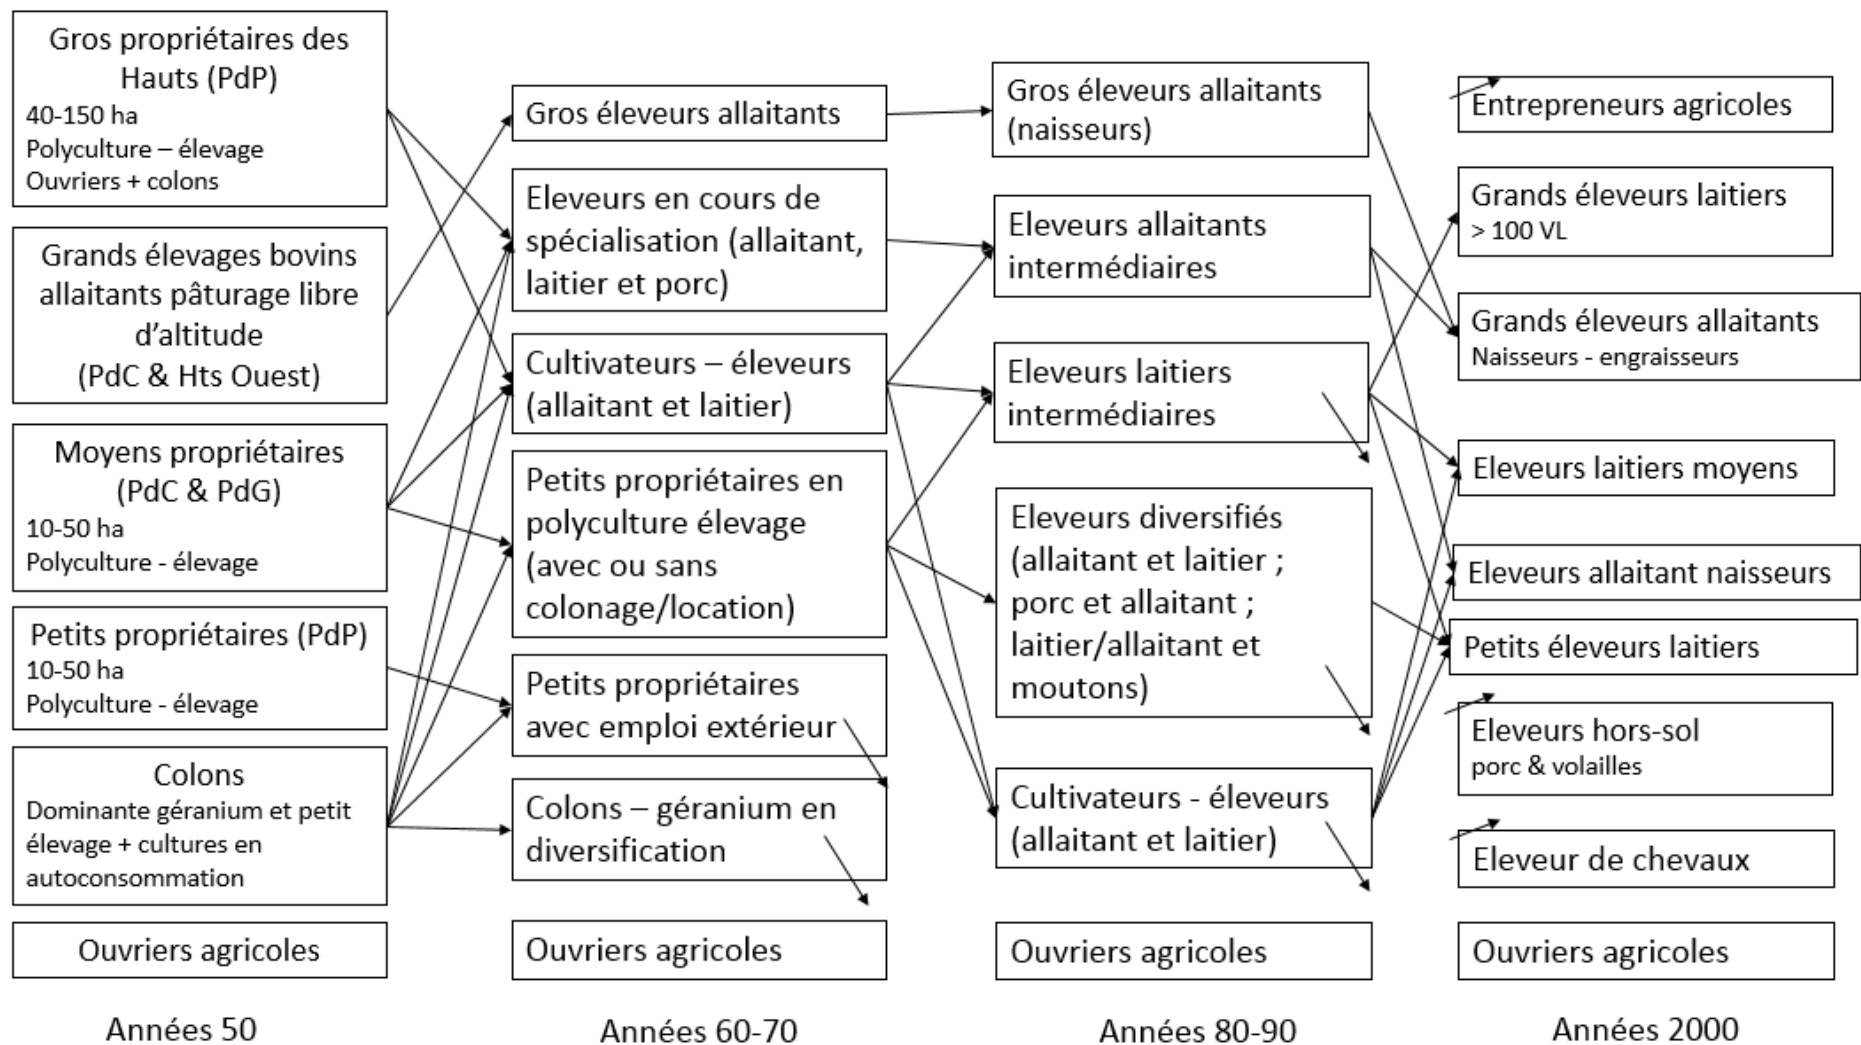 Gros propriétaires des
Hauts (PdP)
40-150 ha
Polyculture – élevage
Ouvriers + colons
Grands élevages bovins
allaitants pâturage libre
d’altitude
(PdC & Hts Ouest)
Moyens propriétaires
(PdC & PdG)
10-50 ha
Polyculture - élevage
Petits propriétaires (PdP)
10-50 ha
Polyculture - élevage
Colons
Dominante géranium et petit
élevage + cultures en
autoconsommation
Ouvriers agricoles
Années 50
Gros éleveurs allaitants
Eleveurs en cours de
spécialisation (allaitant,
laitier et porc)
Cultivateurs – éleveurs
(allaitant et laitier)
Petits propriétaires en
polyculture élevage
(avec ou sans
colonage/location)
Petits propriétaires
avec emploi extérieur
Colons – géranium en
diversification
Ouvriers agricoles
Années 60-70
Gros éleveurs allaitants
(naisseurs)
Eleveurs allaitants
intermédiaires
Eleveurs laitiers
intermédiaires
Eleveurs diversifiés
(allaitant et laitier ;
porc et allaitant ;
laitier/allaitant et
moutons)
Cultivateurs - éleveurs
(allaitant et laitier)
Ouvriers agricoles
Années 80-90
Entrepreneurs agricoles
Grands éleveurs laitiers
> 100 VL
Grands éleveurs allaitants
Naisseurs - engraisseurs
Eleveurs laitiers moyens
Eleveurs allaitant naisseurs
Petits éleveurs laitiers
Eleveurs hors-sol
porc & volailles
Eleveur de chevaux
Ouvriers agricoles
Années 2000